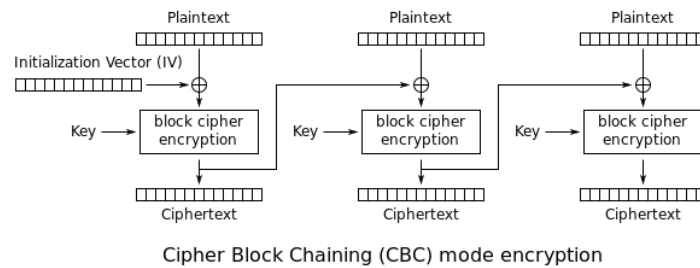 Plaintext
Plaintext
Plaintext
Initialization Vector (IV)
Key
block cipher
encryption
Key
block cipher
encryption
Key
block cipher
encryption
Ciphertext
Ciphertext
Ciphertext
Cipher Block Chaining (CBC) mode encryption